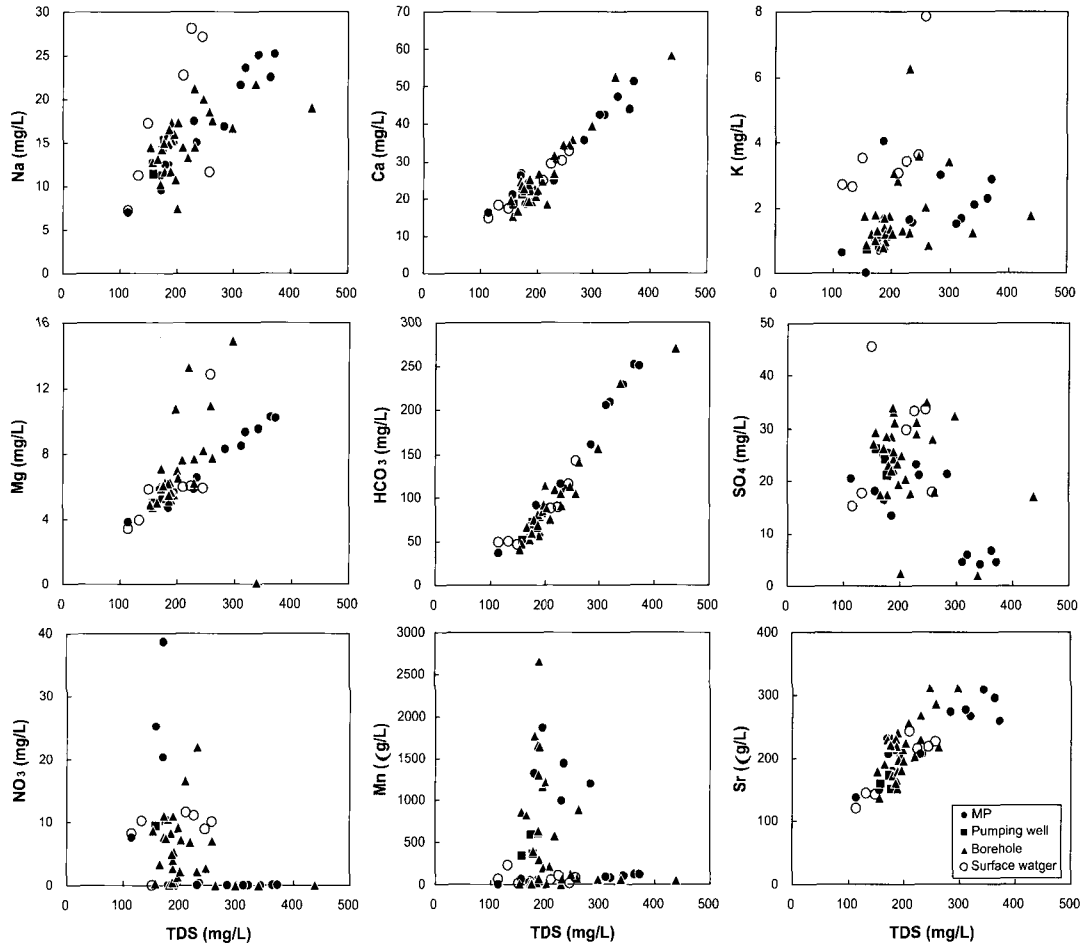 30
25
20
15
10
5
0
Na (mg/L)
0 100 200 300 400 500
70
60
50
40
30
20
10
0
Ca (mg/L)
0 100 200 300 400 500
8
6
4
2
0
K (mg/L)
0 100 200 300 400 500
16
12
8
4
0
Mg (mg/L)
0 100 200 300 400 500
300
250
200
150
100
50
0
HCO3 (mg/L)
0 100 200 300 400 500
50
40
30
20
10
0
SO4 (mg/L)
0 100 200 300 400 500
40
30
20
10
0
NO3 (mg/L)
0 100 200 300 400 500
TDS (mg/L)
3000
2500
2000
1500
1000
500
0
Mn (ϵg/L)
0 100 200 300 400 500
TDS (mg/L)
400
300
200
100
0
Sr (ϵg/L)
MP
Pumping well
Borehole
Surface watger
0 100 200 300 400 500
TDS (mg/L)